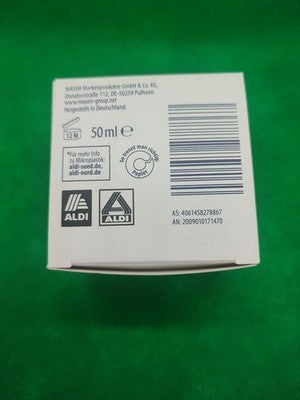 MAXIM Markenprodukte GmbH & Co. KG,
Donatusstraße 112, DE-50259 Pulheim
www.maxim-group.net
Hergestellt in Deutschland.
12 M
50 ml ℮
*Für mehr Info
zu Mikroplastik:
aldi-sued.de,
aldi-nord.de
So trennt man richtig:
Papier
ALDI
ALDI
AS: 4061458278867
AN: 2009010171470